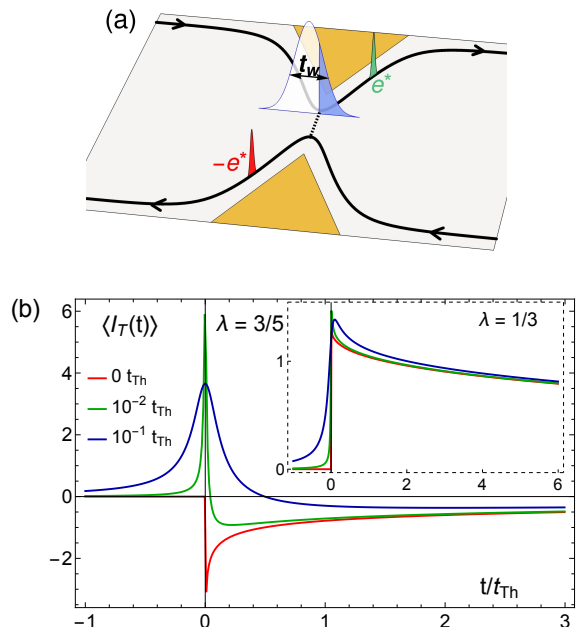 (a)
t_w
e*
−e*
(b)
⟨I_T(t)⟩
λ = 3/5
λ = 1/3
0 t_Th
10⁻² t_Th
10⁻¹ t_Th
6
4
2
0
−2
1
0
0 2 4 6
−1 0 1 2 3
t/t_Th